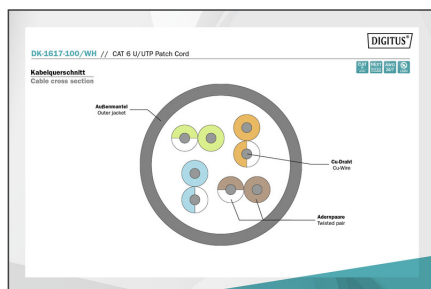 DIGITUS®
DK-1617-100/WH // CAT 6 U/UTP Patch Cord
Kabelquerschnitt
Cable cross section
Außenmantel
Outer jacket
Cu-Draht
Cu-Wire
Adernpaare
Twisted pair